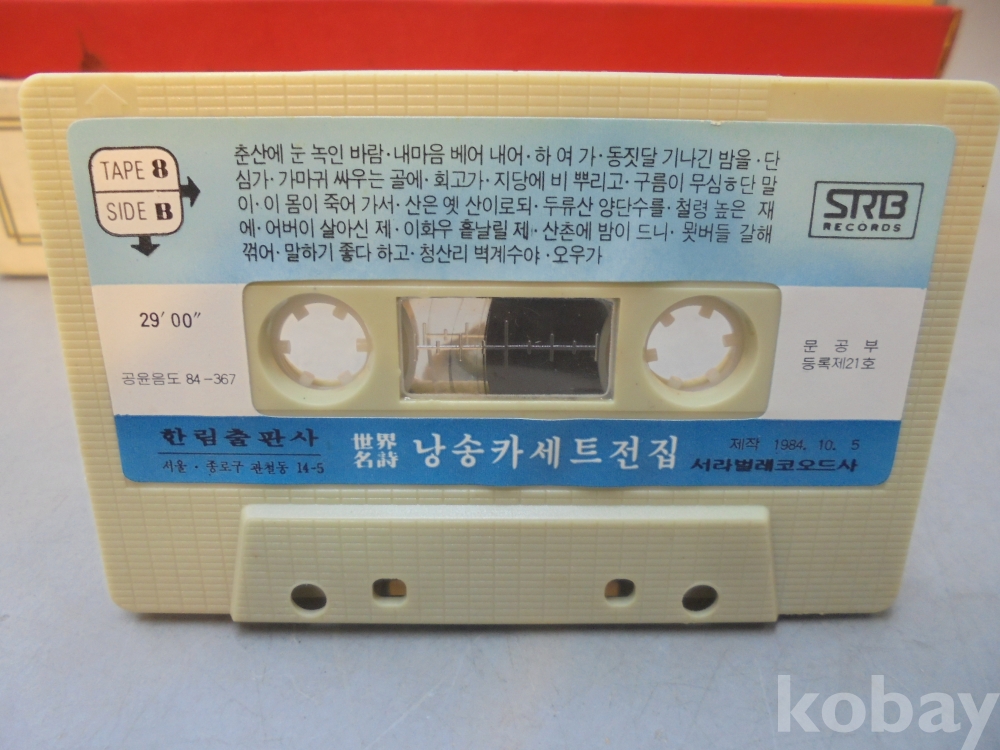 TAPE 8
SIDE B
춘산에 눈 녹인 바람·내마음 베어 내어·하 여 가·동짓달 기나긴 밤을·단
심가·가마귀 싸우는 골에·회고가·지당에 비 뿌리고·구름이 무심ㅎ단 말
이·이 몸이 죽어 가서·산은 옛 산이로되·두류산 양단수를·철령 높은 재
에·어버이 살아신 제·이화우 흩날릴 제·산촌에 밤이 드니·묏버들 갈해
꺾어·말하기 좋다 하고·청산리 벽계수야·오우가
SRB
RECORDS
29′00″
공윤음도 84-367
문 공 부
등록제21호
한림출판사
서울·종로구 관철동 14-5
世界
名詩
낭송카세트전집
제작 1984. 10. 5
서라벌레코오드사
kobay